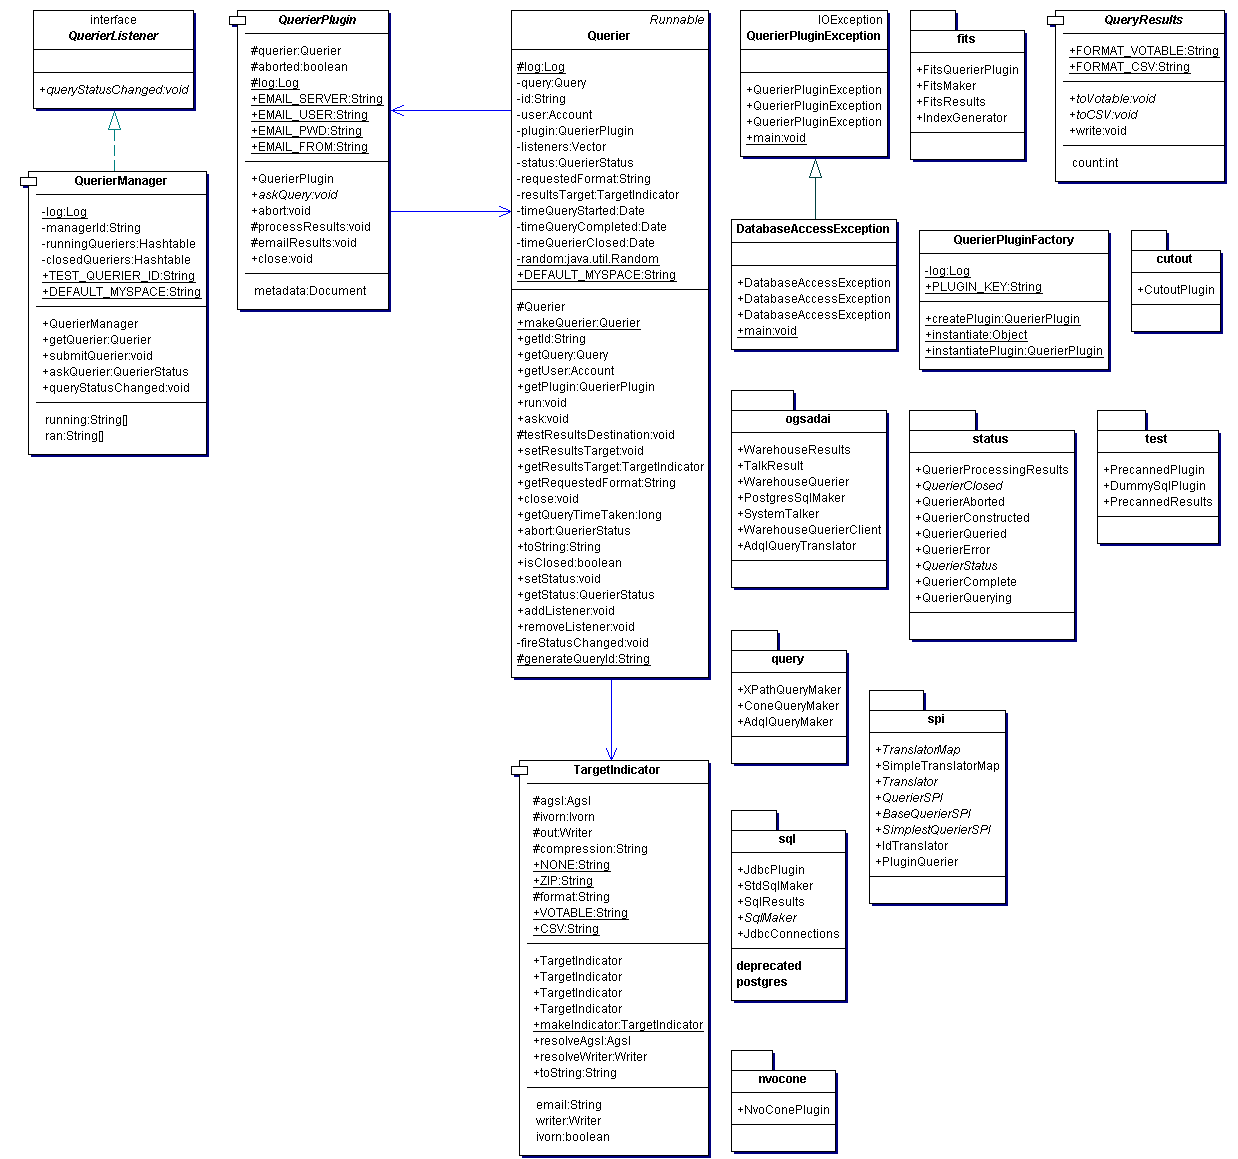 interface
QuerierListener
+queryStatusChanged:void
QuerierManager
-log:Log
-managerId:String
-runningQueriers:Hashtable
-closedQueriers:Hashtable
+TEST_QUERIER_ID:String
+DEFAULT_MYSPACE:String
+QuerierManager
+getQuerier:Querier
+submitQuerier:void
+askQuerier:QuerierStatus
+queryStatusChanged:void
running:String[]
ran:String[]
QuerierPlugin
#querier:Querier
#aborted:boolean
#log:Log
+EMAIL_SERVER:String
+EMAIL_USER:String
+EMAIL_PWD:String
+EMAIL_FROM:String
+QuerierPlugin
+askQuery:void
+abort:void
#processResults:void
#emailResults:void
+close:void
metadata:Document
Runnable
Querier
#log:Log
-query:Query
-id:String
-user:Account
-plugin:QuerierPlugin
-listeners:Vector
-status:QuerierStatus
-requestedFormat:String
-resultsTarget:TargetIndicator
-timeQueryStarted:Date
-timeQueryCompleted:Date
-timeQuerierClosed:Date
-random:java.util.Random
+DEFAULT_MYSPACE:String
#Querier
+makeQuerier:Querier
+getId:String
+getQuery:Query
+getUser:Account
+getPlugin:QuerierPlugin
+run:void
+ask:void
#testResultsDestination:void
+setResultsTarget:void
+getResultsTarget:TargetIndicator
+getRequestedFormat:String
+close:void
+getQueryTimeTaken:long
+abort:QuerierStatus
+toString:String
+isClosed:boolean
+setStatus:void
+getStatus:QuerierStatus
+addListener:void
+removeListener:void
-fireStatusChanged:void
#generateQueryId:String
TargetIndicator
#agsl:Agsl
#ivorn:Ivorn
#out:Writer
#compression:String
+NONE:String
+ZIP:String
#format:String
+VOTABLE:String
+CSV:String
+TargetIndicator
+TargetIndicator
+TargetIndicator
+TargetIndicator
+makeIndicator:TargetIndicator
+resolveAgsl:Agsl
+resolveWriter:Writer
+toString:String
email:String
writer:Writer
ivorn:boolean
IOException
QuerierPluginException
+QuerierPluginException
+QuerierPluginException
+QuerierPluginException
+main:void
DatabaseAccessException
+DatabaseAccessException
+DatabaseAccessException
+DatabaseAccessException
+main:void
fits
+FitsQuerierPlugin
+FitsMaker
+FitsResults
+IndexGenerator
QueryResults
+FORMAT_VOTABLE:String
+FORMAT_CSV:String
+toVotable:void
+toCSV:void
+write:void
count:int
QuerierPluginFactory
-log:Log
+PLUGIN_KEY:String
+createPlugin:QuerierPlugin
+instantiate:Object
+instantiatePlugin:QuerierPlugin
cutout
+CutoutPlugin
ogsadai
+WarehouseResults
+TalkResult
+WarehouseQuerier
+PostgresSqlMaker
+SystemTalker
+WarehouseQuerierClient
+AdqlQueryTranslator
status
+QuerierProcessingResults
+QuerierClosed
+QuerierAborted
+QuerierConstructed
+QuerierQueried
+QuerierError
+QuerierStatus
+QuerierComplete
+QuerierQuerying
test
+PrecannedPlugin
+DummySqlPlugin
+PrecannedResults
query
+XPathQueryMaker
+ConeQueryMaker
+AdqlQueryMaker
spi
+TranslatorMap
+SimpleTranslatorMap
+Translator
+QuerierSPI
+BaseQuerierSPI
+SimplestQuerierSPI
+IdTranslator
+PluginQuerier
sql
+JdbcPlugin
+StdSqlMaker
+SqlResults
+SqlMaker
+JdbcConnections
deprecated
postgres
nvocone
+NvoConePlugin